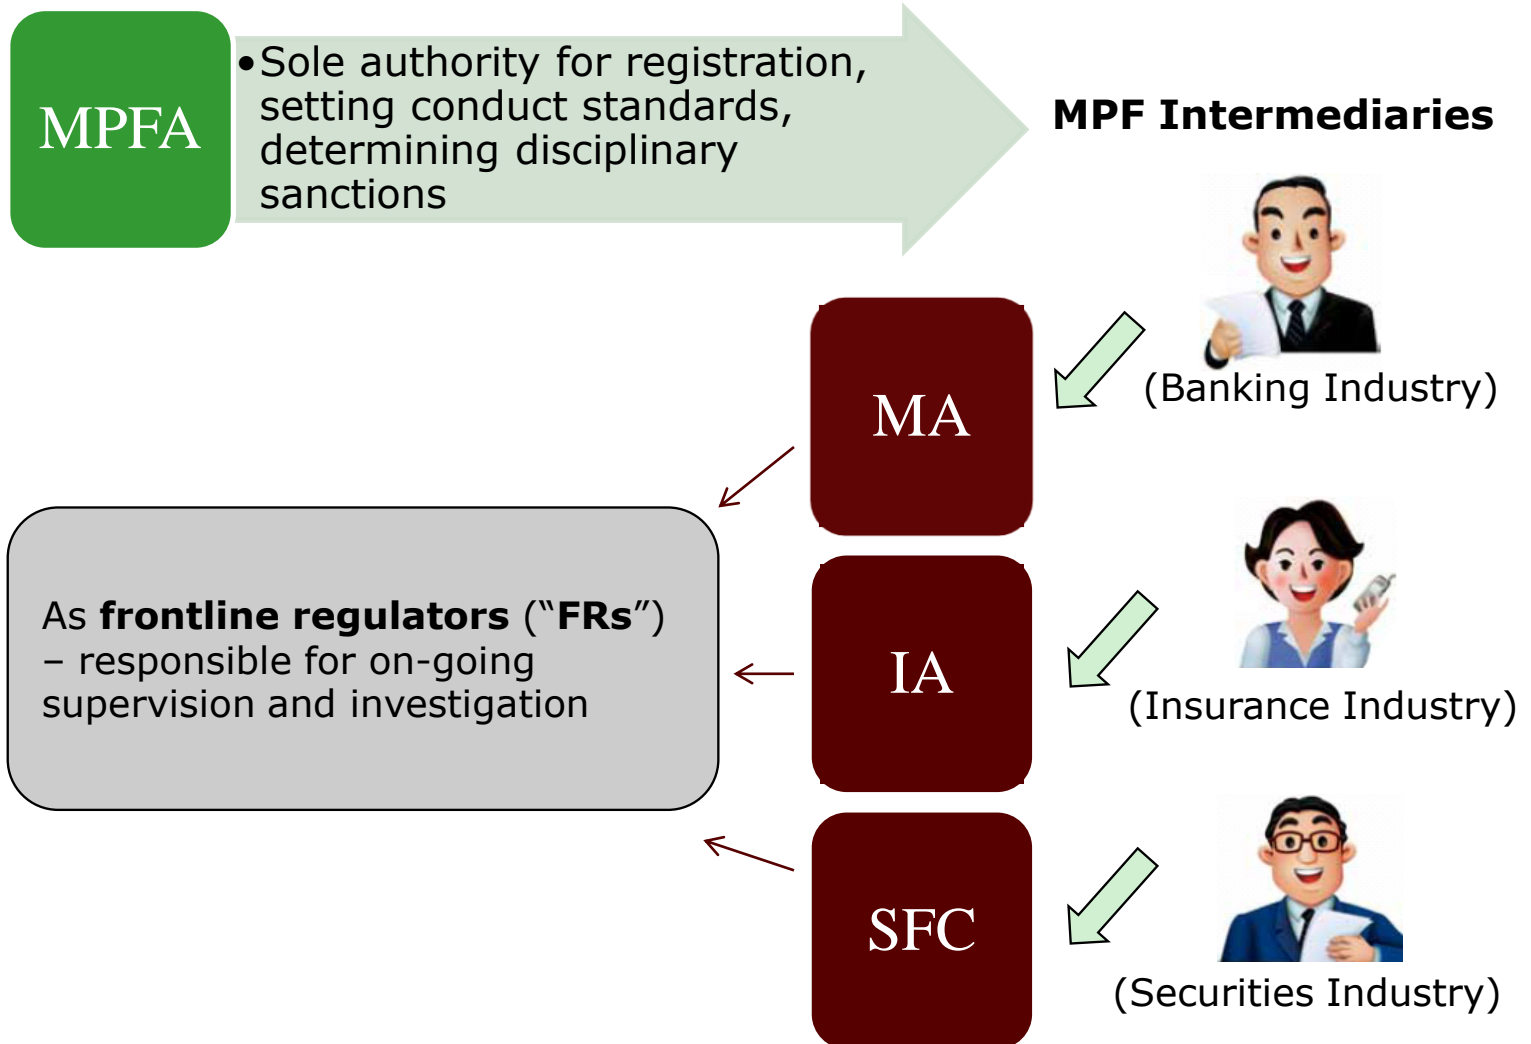 MPFA
•Sole authority for registration,
setting conduct standards,
determining disciplinary
sanctions
MPF Intermediaries
MA
(Banking Industry)
As frontline regulators (“FRs”)
– responsible for on-going
supervision and investigation
IA
(Insurance Industry)
SFC
(Securities Industry)